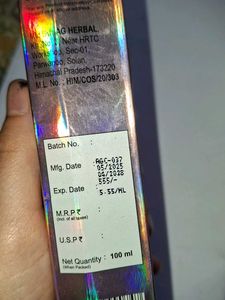 AG HERBAL
New HRTC
Workshop, Sec-01,
Parwanoo, Solan,
Himachal Pradesh-173220
M.L No.: HIM/COS/20/303
Batch No. : AGC-037
Mfg. Date 05/2025
04/2028
Exp. Date 555/-
M.R.P ₹ 5.55/ML
(Incl. of all taxes)
U.S.P ₹
Net Quantity : 100 ml
(When Packed)